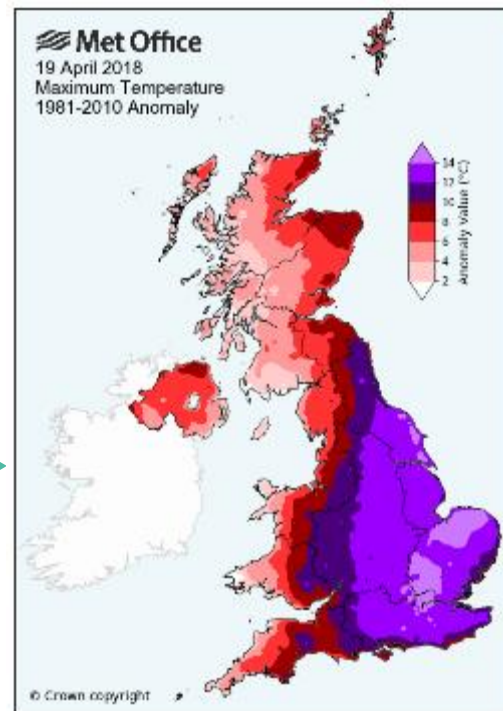 Met Office
19 April 2018
Maximum Temperature
1981-2010 Anomaly
14
12
10
8
6
4
2
Anomaly Value (°C)
© Crown copyright